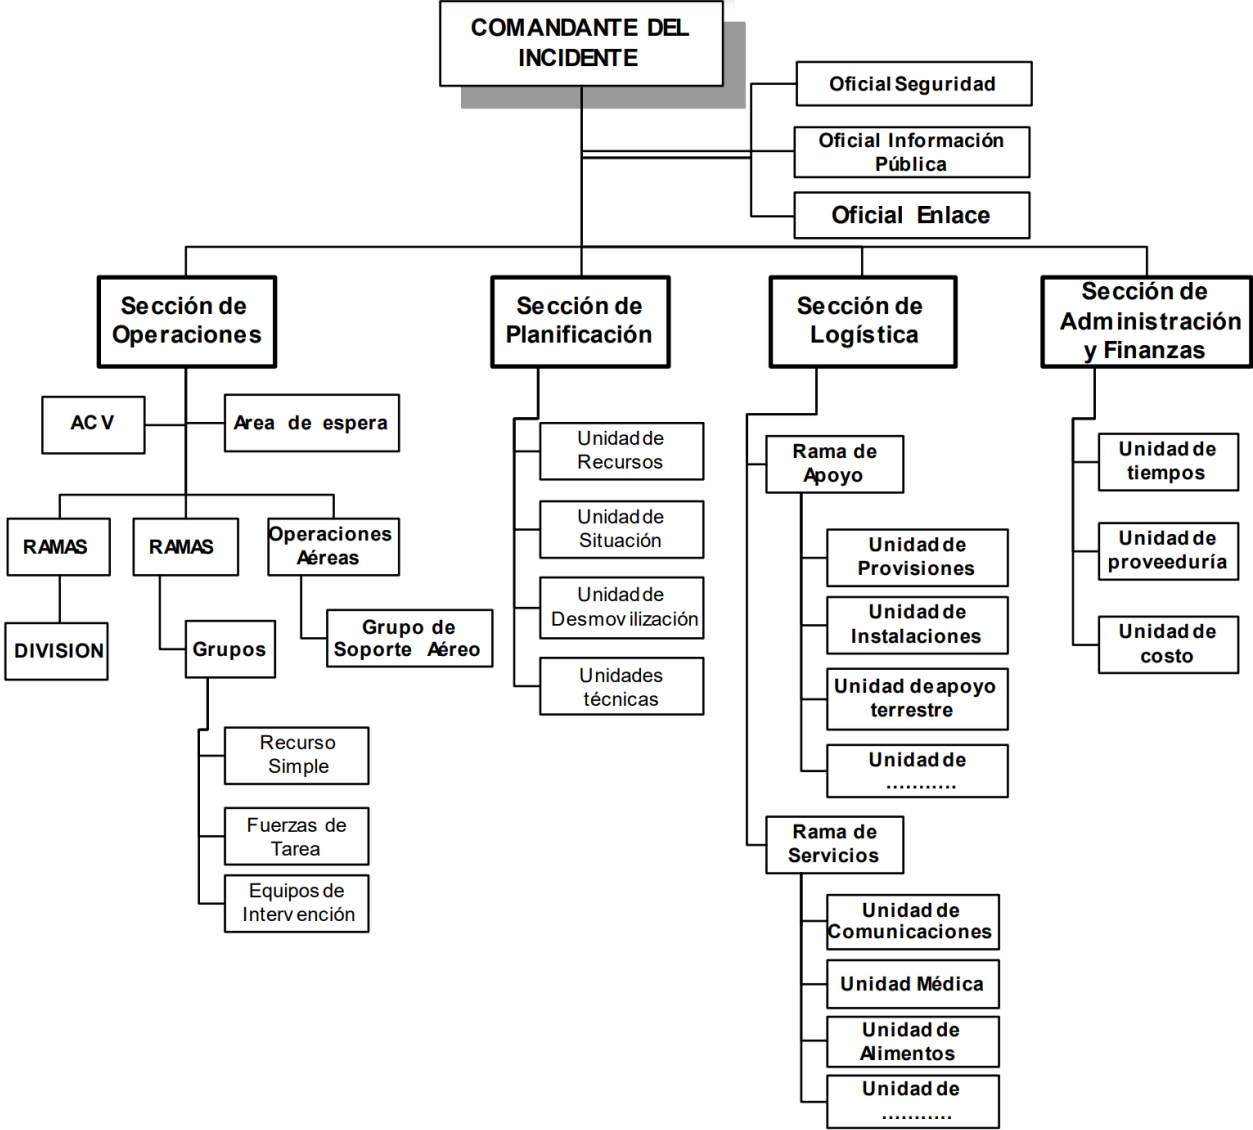 COMANDANTE DEL
INCIDENTE
Oficial Seguridad
Oficial Información
Pública
Oficial Enlace
Sección de
Operaciones
Sección de
Planificación
Sección de
Logística
Sección de
Administración
y Finanzas
ACV
Area de espera
RAMAS
RAMAS
Operaciones
Aéreas
DIVISION
Grupos
Grupo de
Soporte Aéreo
Recurso
Simple
Fuerzas de
Tarea
Equipos de
Intervención
Unidad de
Recursos
Unidad de
Situación
Unidad de
Desmovilización
Unidades
técnicas
Rama de
Apoyo
Unidad de
Provisiones
Unidad de
Instalaciones
Unidad de apoyo
terrestre
Unidad de
...........
Rama de
Servicios
Unidad de
Comunicaciones
Unidad Médica
Unidad de
Alimentos
Unidad de
...........
Unidad de
tiempos
Unidad de
proveeduría
Unidad de
costo